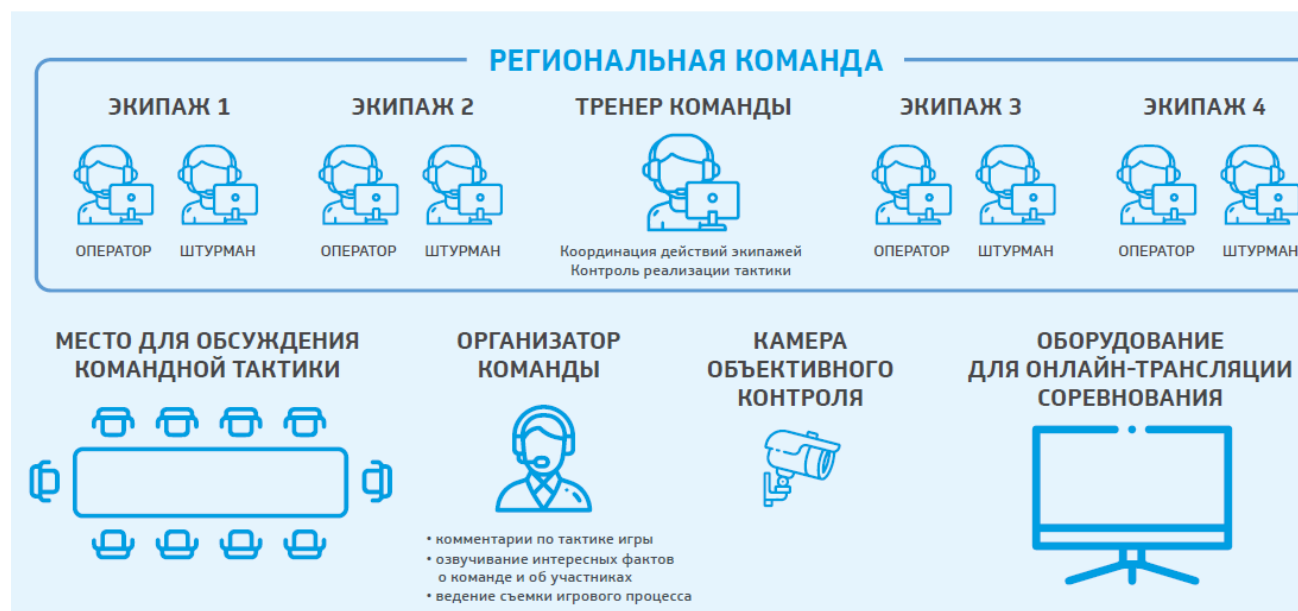 РЕГИОНАЛЬНАЯ КОМАНДА
ЭКИПАЖ 1
ЭКИПАЖ 2
ТРЕНЕР КОМАНДЫ
ЭКИПАЖ 3
ЭКИПАЖ 4
ОПЕРАТОР
ШТУРМАН
ОПЕРАТОР
ШТУРМАН
Координация действий экипажей
Контроль реализации тактики
ОПЕРАТОР
ШТУРМАН
ОПЕРАТОР
ШТУРМАН
МЕСТО ДЛЯ ОБСУЖДЕНИЯ
КОМАНДНОЙ ТАКТИКИ
ОРГАНИЗАТОР
КОМАНДЫ
• комментарии по тактике игры
• озвучивание интересных фактов
о команде и об участниках
• ведение съемки игрового процесса
КАМЕРА
ОБЪЕКТИВНОГО
КОНТРОЛЯ
ОБОРУДОВАНИЕ
ДЛЯ ОНЛАЙН-ТРАНСЛЯЦИИ
СОРЕВНОВАНИЯ